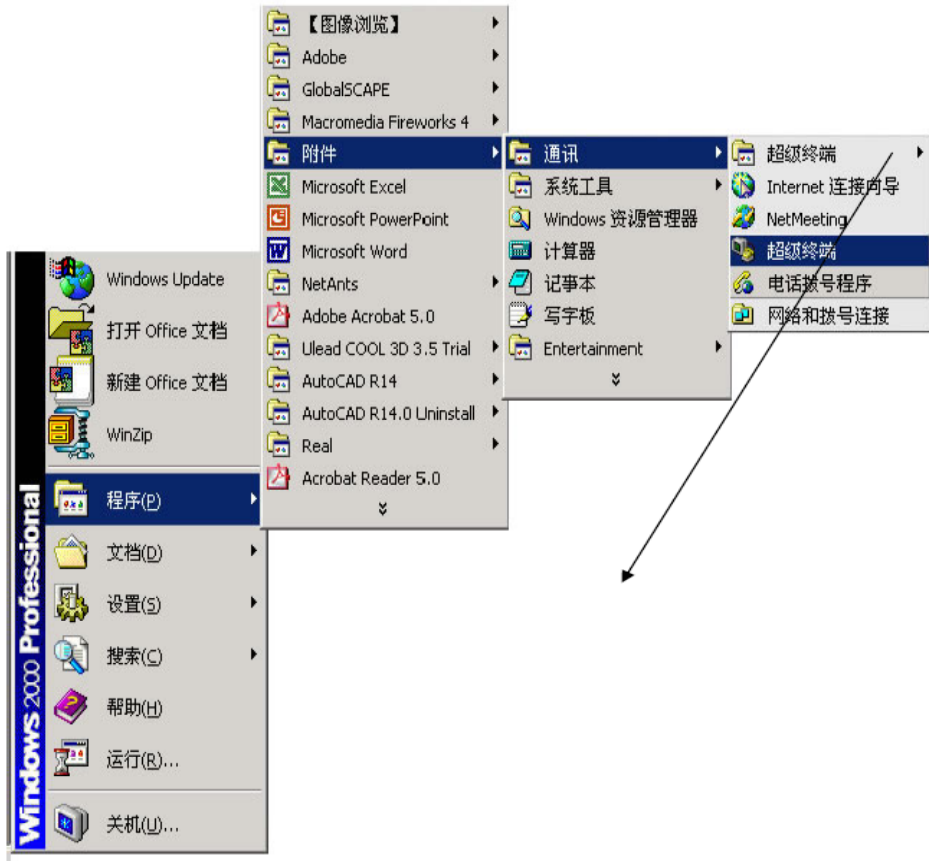 【图像浏览】
Adobe
GlobalSCAPE
Macromedia Fireworks 4
附件
Microsoft Excel
Microsoft PowerPoint
Microsoft Word
NetAnts
Adobe Acrobat 5.0
Ulead COOL 3D 3.5 Trial
AutoCAD R14
AutoCAD R14.0 Uninstall
Real
Acrobat Reader 5.0
通讯
系统工具
Windows 资源管理器
计算器
记事本
写字板
Entertainment
超级终端
Internet 连接向导
NetMeeting
超级终端
电话拨号程序
网络和拨号连接
Windows Update
打开 Office 文档
新建 Office 文档
WinZip
程序(P)
文档(D)
设置(S)
搜索(C)
帮助(H)
运行(R)...
关机(U)...
Windows 2000 Professional